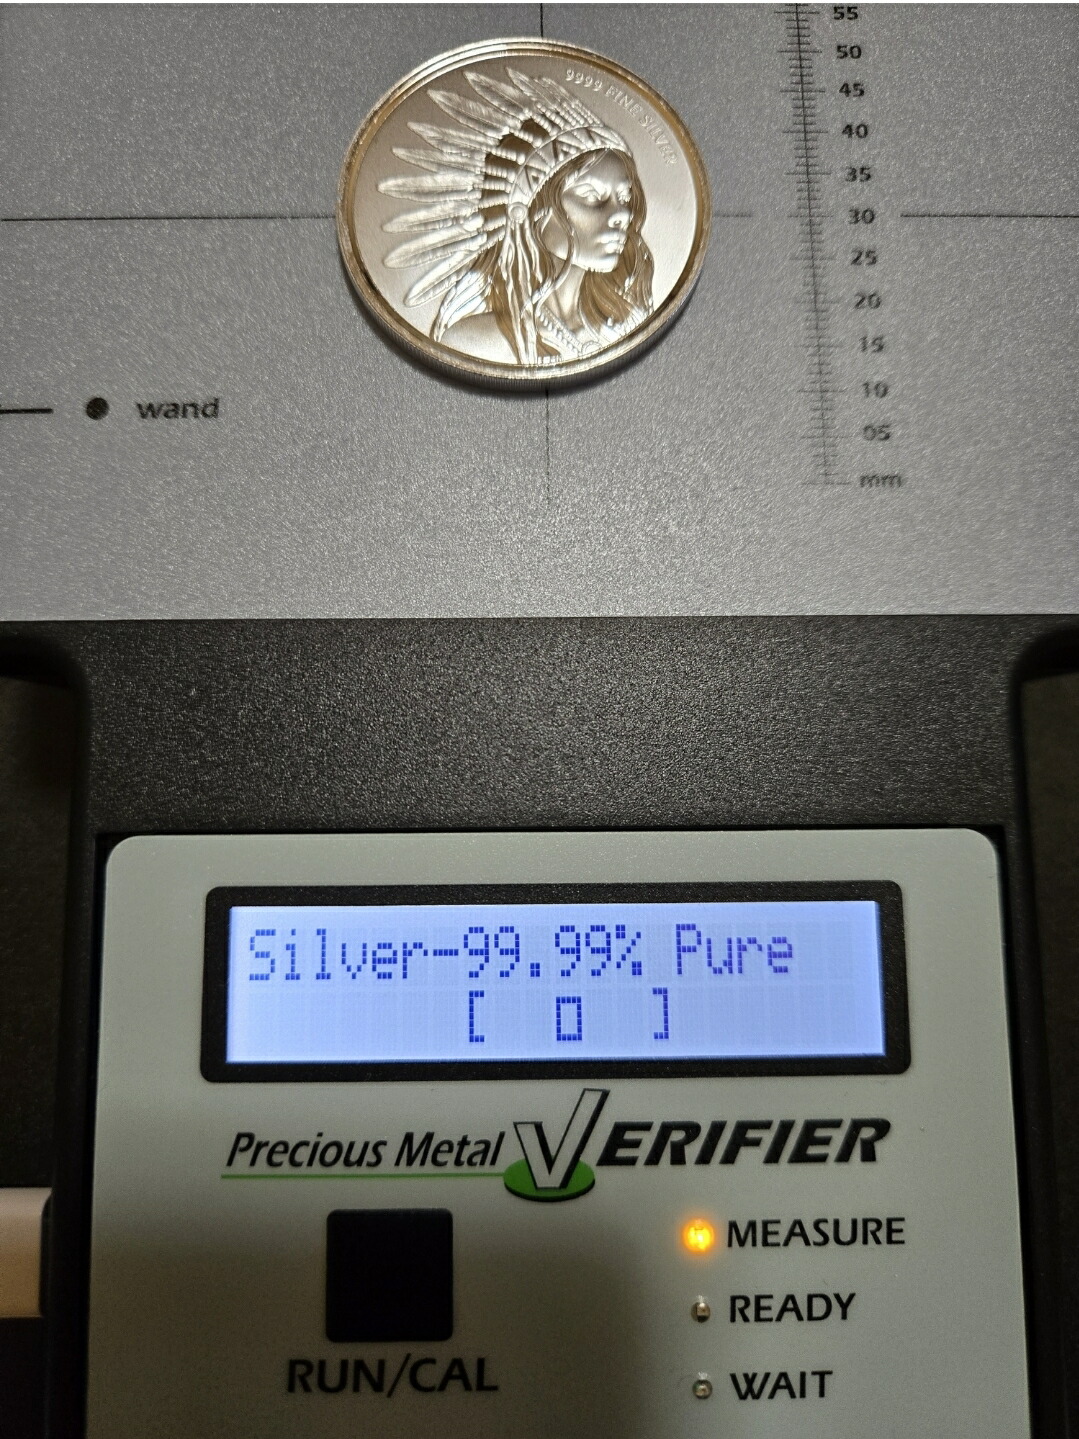 9999 FINE SILVER
55
50
45
40
35
30
25
20
15
10
05
mm
wand
Silver-99.99% Pure
[ 0 ]
Precious Metal VERIFIER
MEASURE
READY
RUN/CAL
WAIT